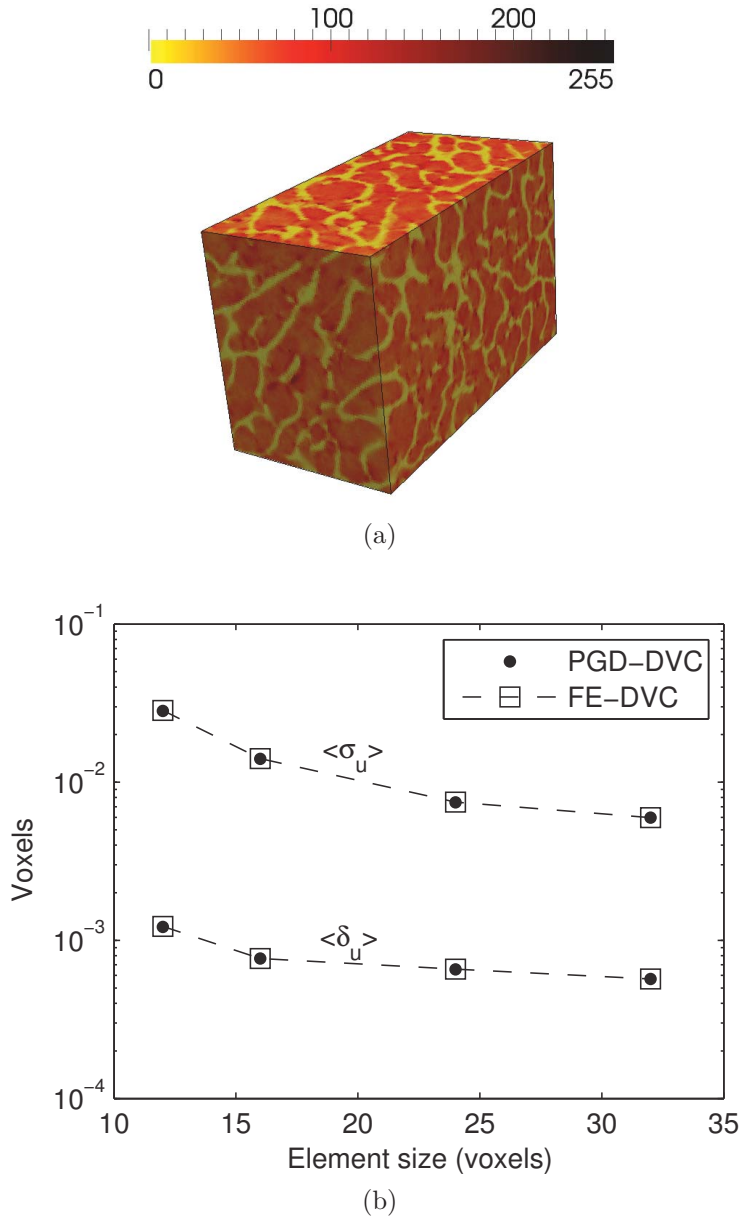 100 200
0 255
(a)
10⁻¹
PGD−DVC
FE−DVC
<σᵤ>
10⁻²
Voxels
10⁻³
<δᵤ>
10⁻⁴
10 15 20 25 30 35
Element size (voxels)
(b)